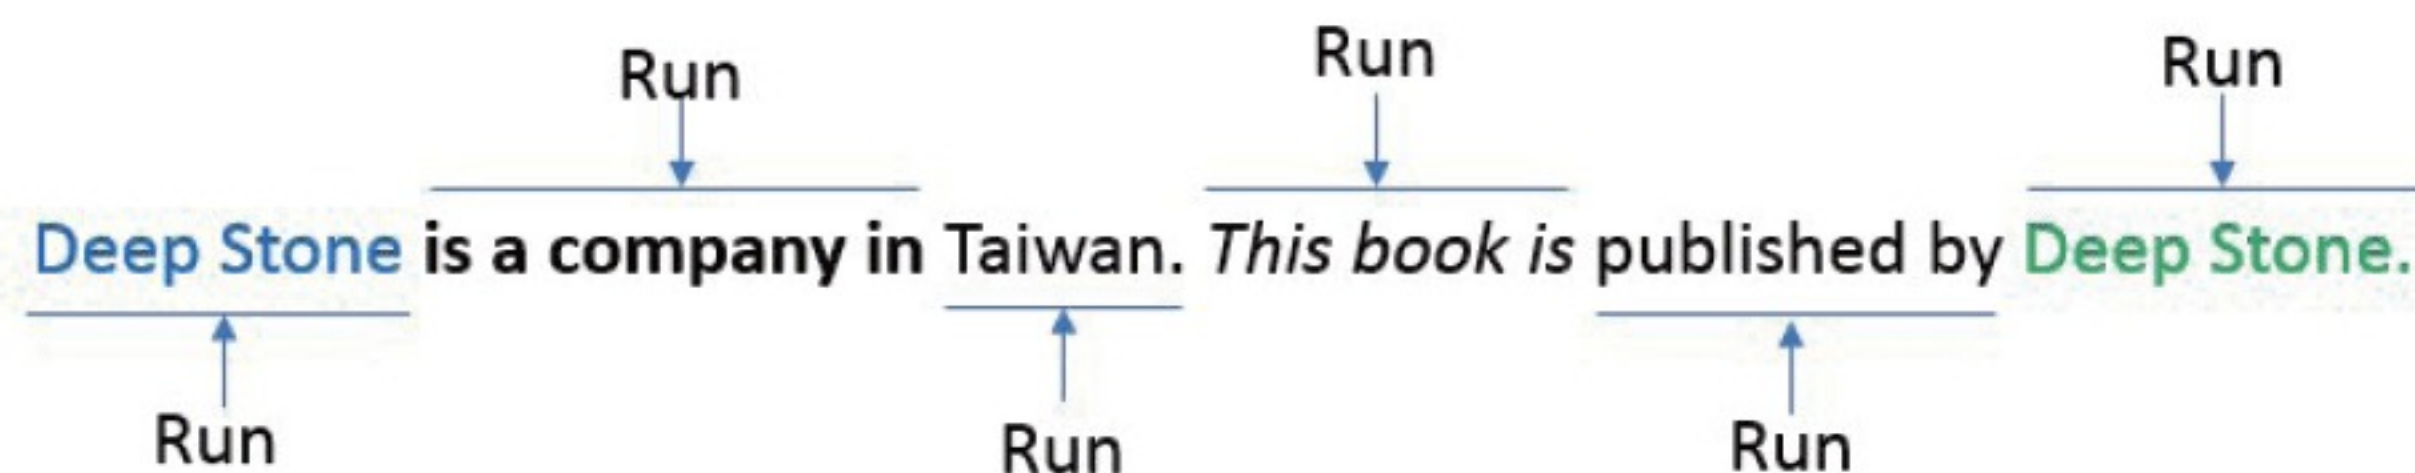 Run Run Run
Deep Stone is a company in Taiwan. This book is published by Deep Stone.
Run Run Run